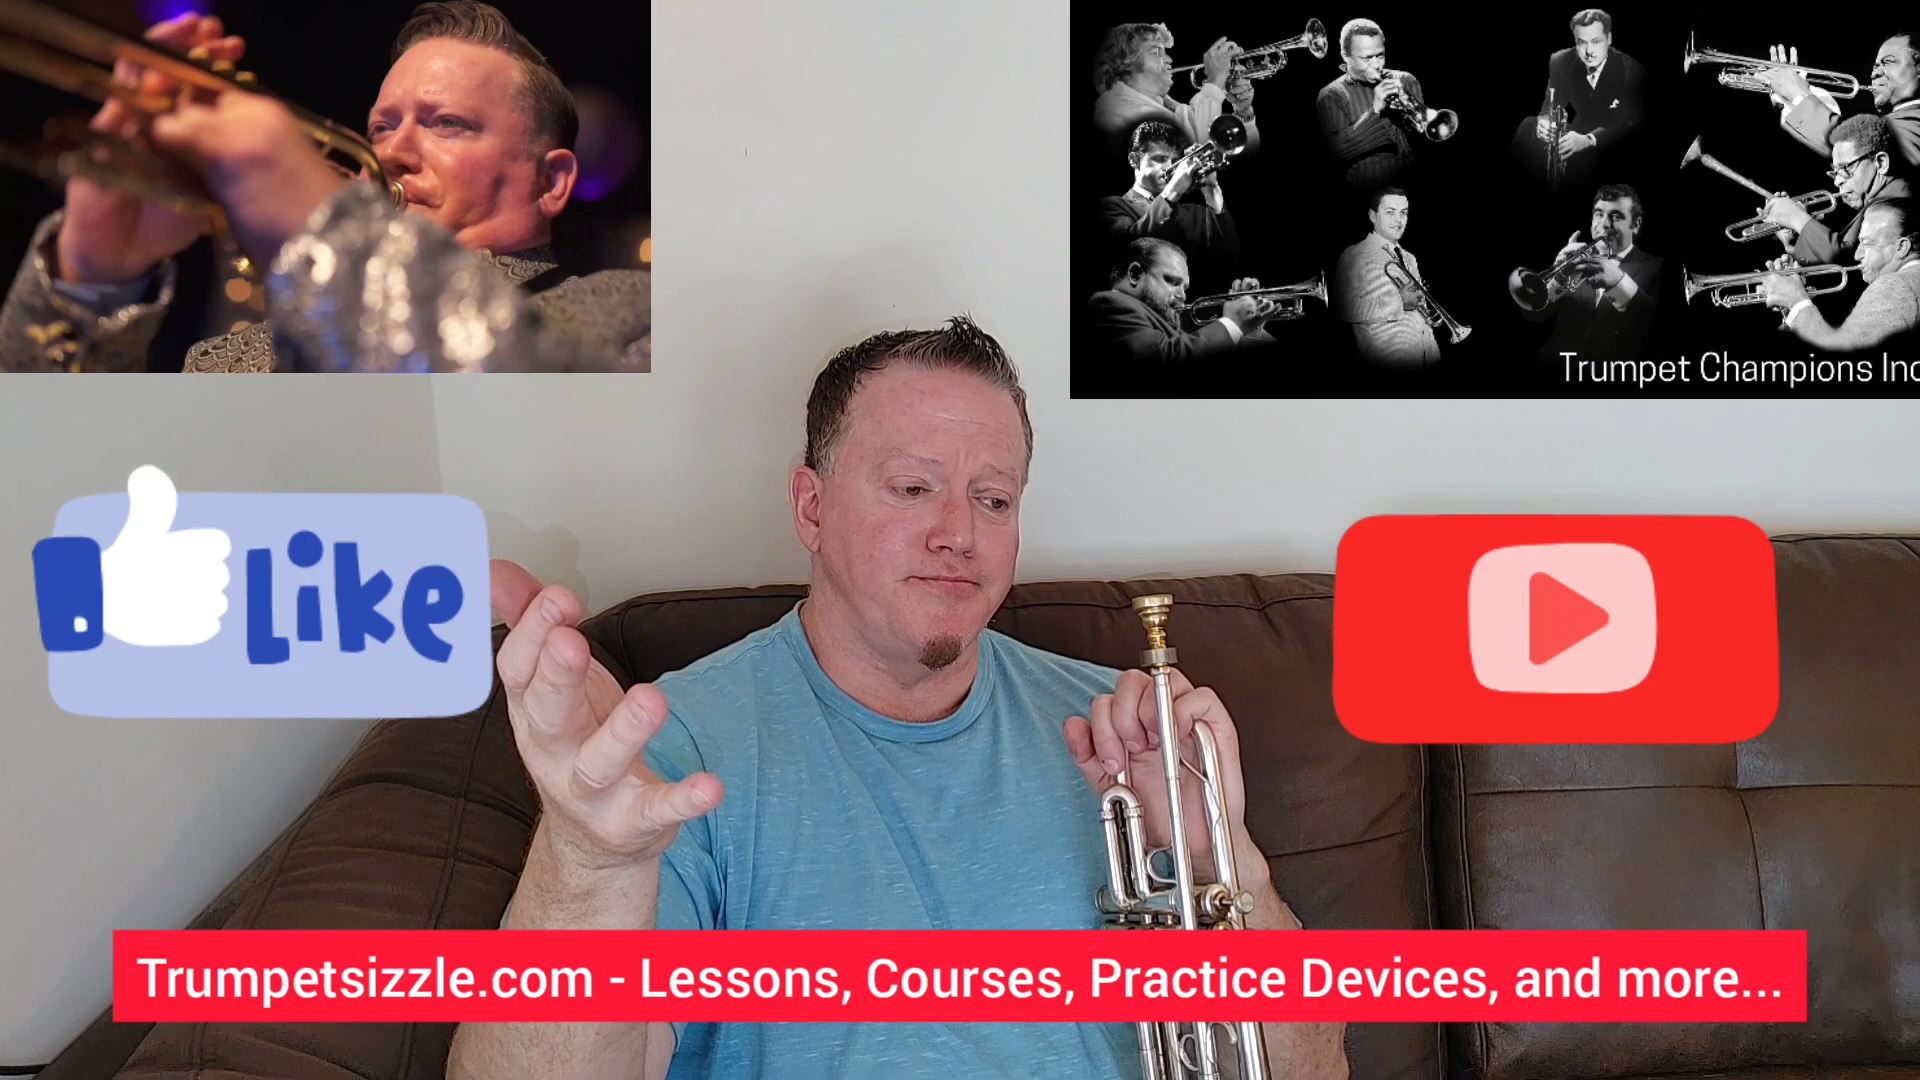 Trumpet Champions Inc
Like
Trumpetsizzle.com - Lessons, Courses, Practice Devices, and more...